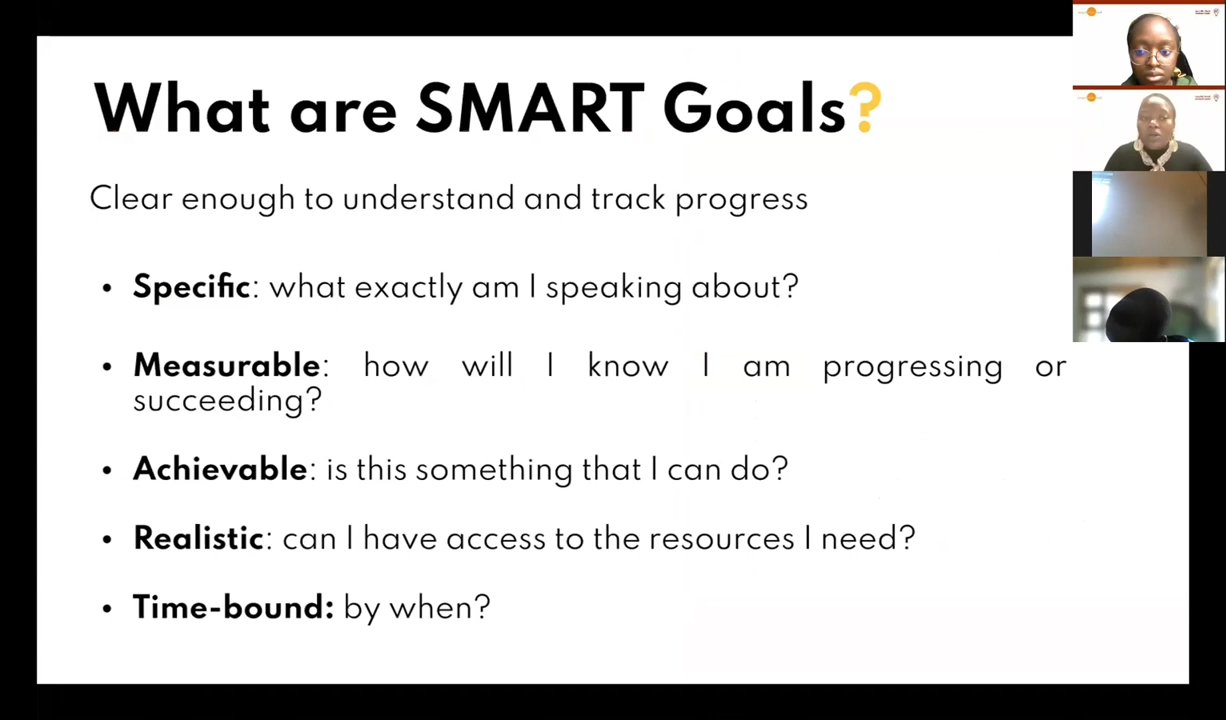 What are SMART Goals?
Clear enough to understand and track progress
• Specific: what exactly am I speaking about?
• Measurable: how will I know I am progressing or
succeeding?
• Achievable: is this something that I can do?
• Realistic: can I have access to the resources I need?
• Time-bound: by when?